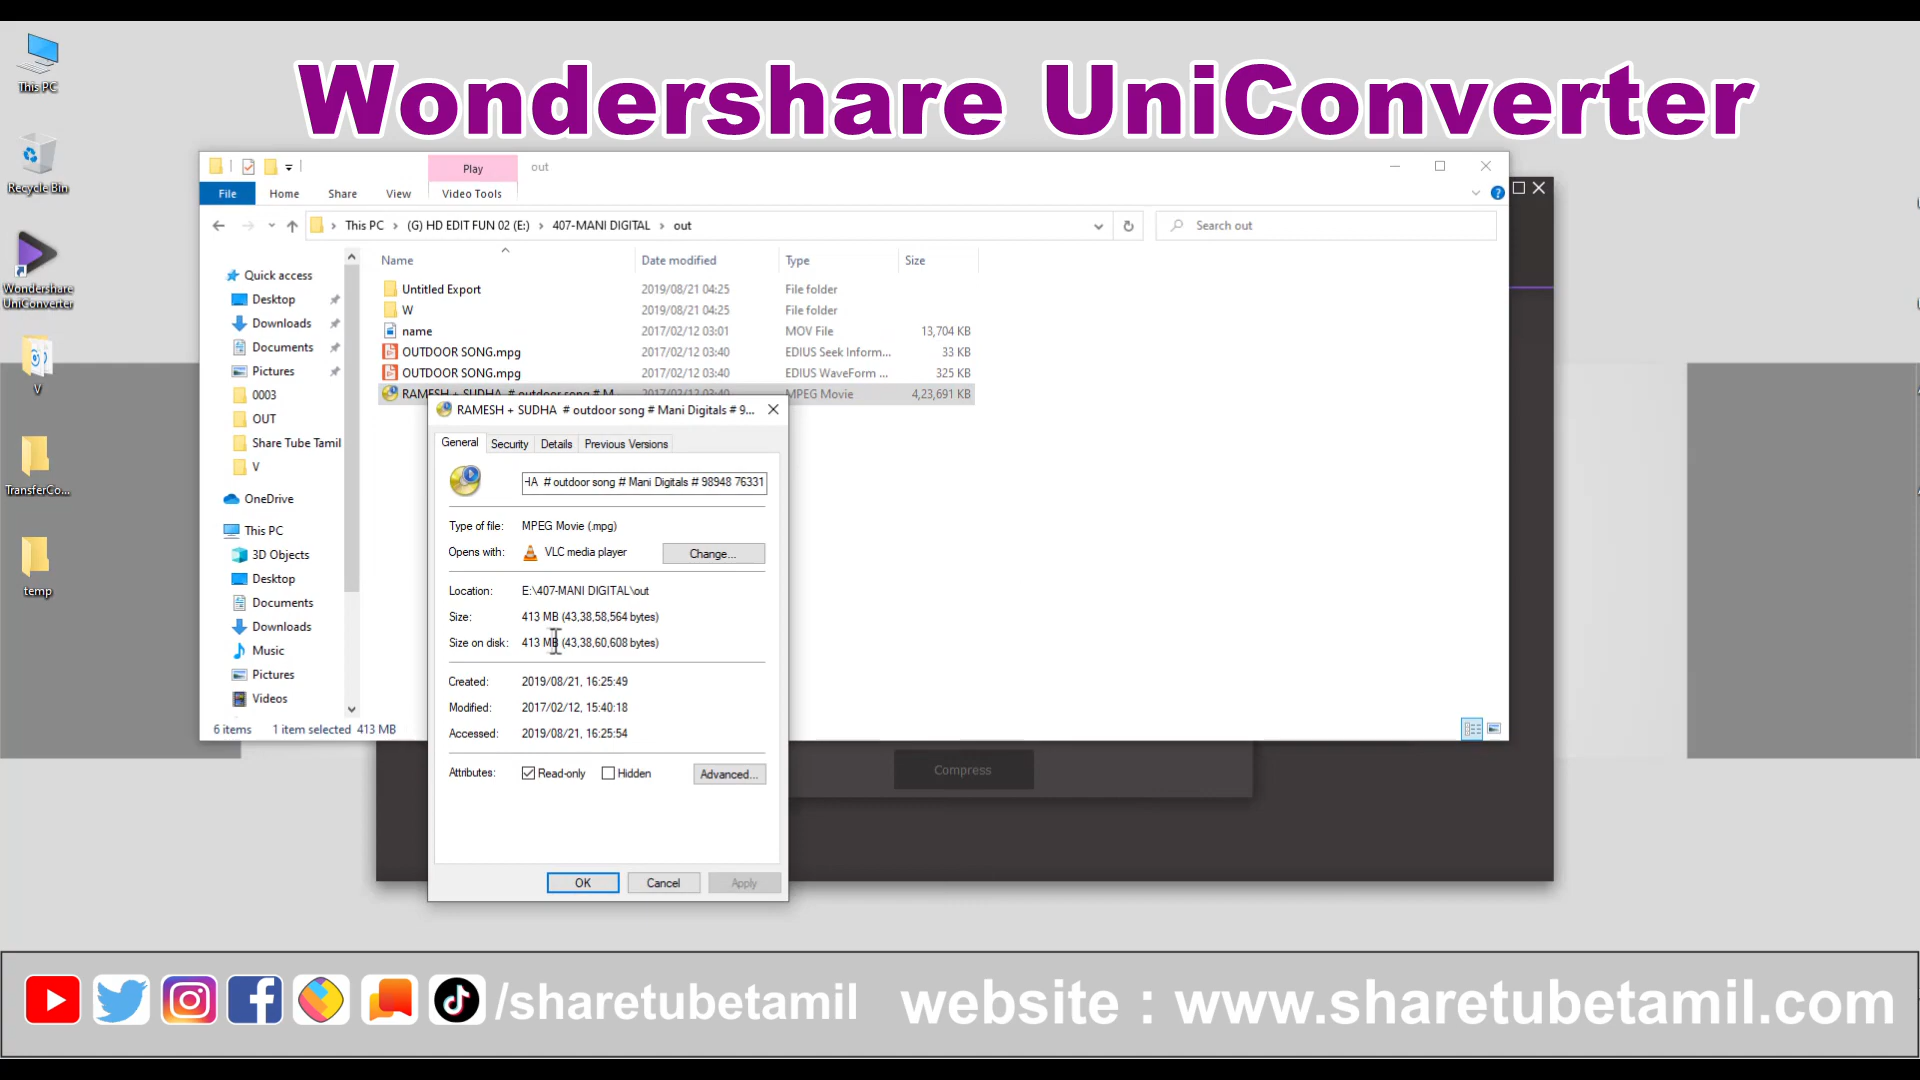 Wondershare UniConverter
This PC
Recycle Bin
Wondershare
UniConverter
V
TransferCo...
temp
Play
out
File
Home
Share
View
Video Tools
This PC > (G) HD EDIT FUN 02 (E:) > 407-MANI DIGITAL > out
Search out
Quick access
Desktop
Downloads
Documents
Pictures
0003
OUT
Share Tube Tamil
V
OneDrive
This PC
3D Objects
Desktop
Documents
Downloads
Music
Pictures
Videos
Name Date modified Type Size
Untitled Export 2019/08/21 04:25 File folder
W 2019/08/21 04:25 File folder
name 2017/02/12 03:01 MOV File 13,704 KB
OUTDOOR SONG.mpg 2017/02/12 03:40 EDIUS Seek Inform... 33 KB
OUTDOOR SONG.mpg 2017/02/12 03:40 EDIUS WaveForm ... 325 KB
RAMESH + SUDHA # outdoor song # M... 2017/02/12 03:40 MPEG Movie 4,23,691 KB
6 items 1 item selected 413 MB
RAMESH + SUDHA # outdoor song # Mani Digitals # 9...
General Security Details Previous Versions
HA # outdoor song # Mani Digitals # 98948 76331
Type of file: MPEG Movie (.mpg)
Opens with: VLC media player Change...
Location: E:\407-MANI DIGITAL\out
Size: 413 MB (43,38,58,564 bytes)
Size on disk: 413 MB (43,38,60,608 bytes)
Created: 2019/08/21, 16:25:49
Modified: 2017/02/12, 15:40:18
Accessed: 2019/08/21, 16:25:54
Attributes: Read-only Hidden Advanced...
OK Cancel Apply
Compress
/sharetubetamil website : www.sharetubetamil.com